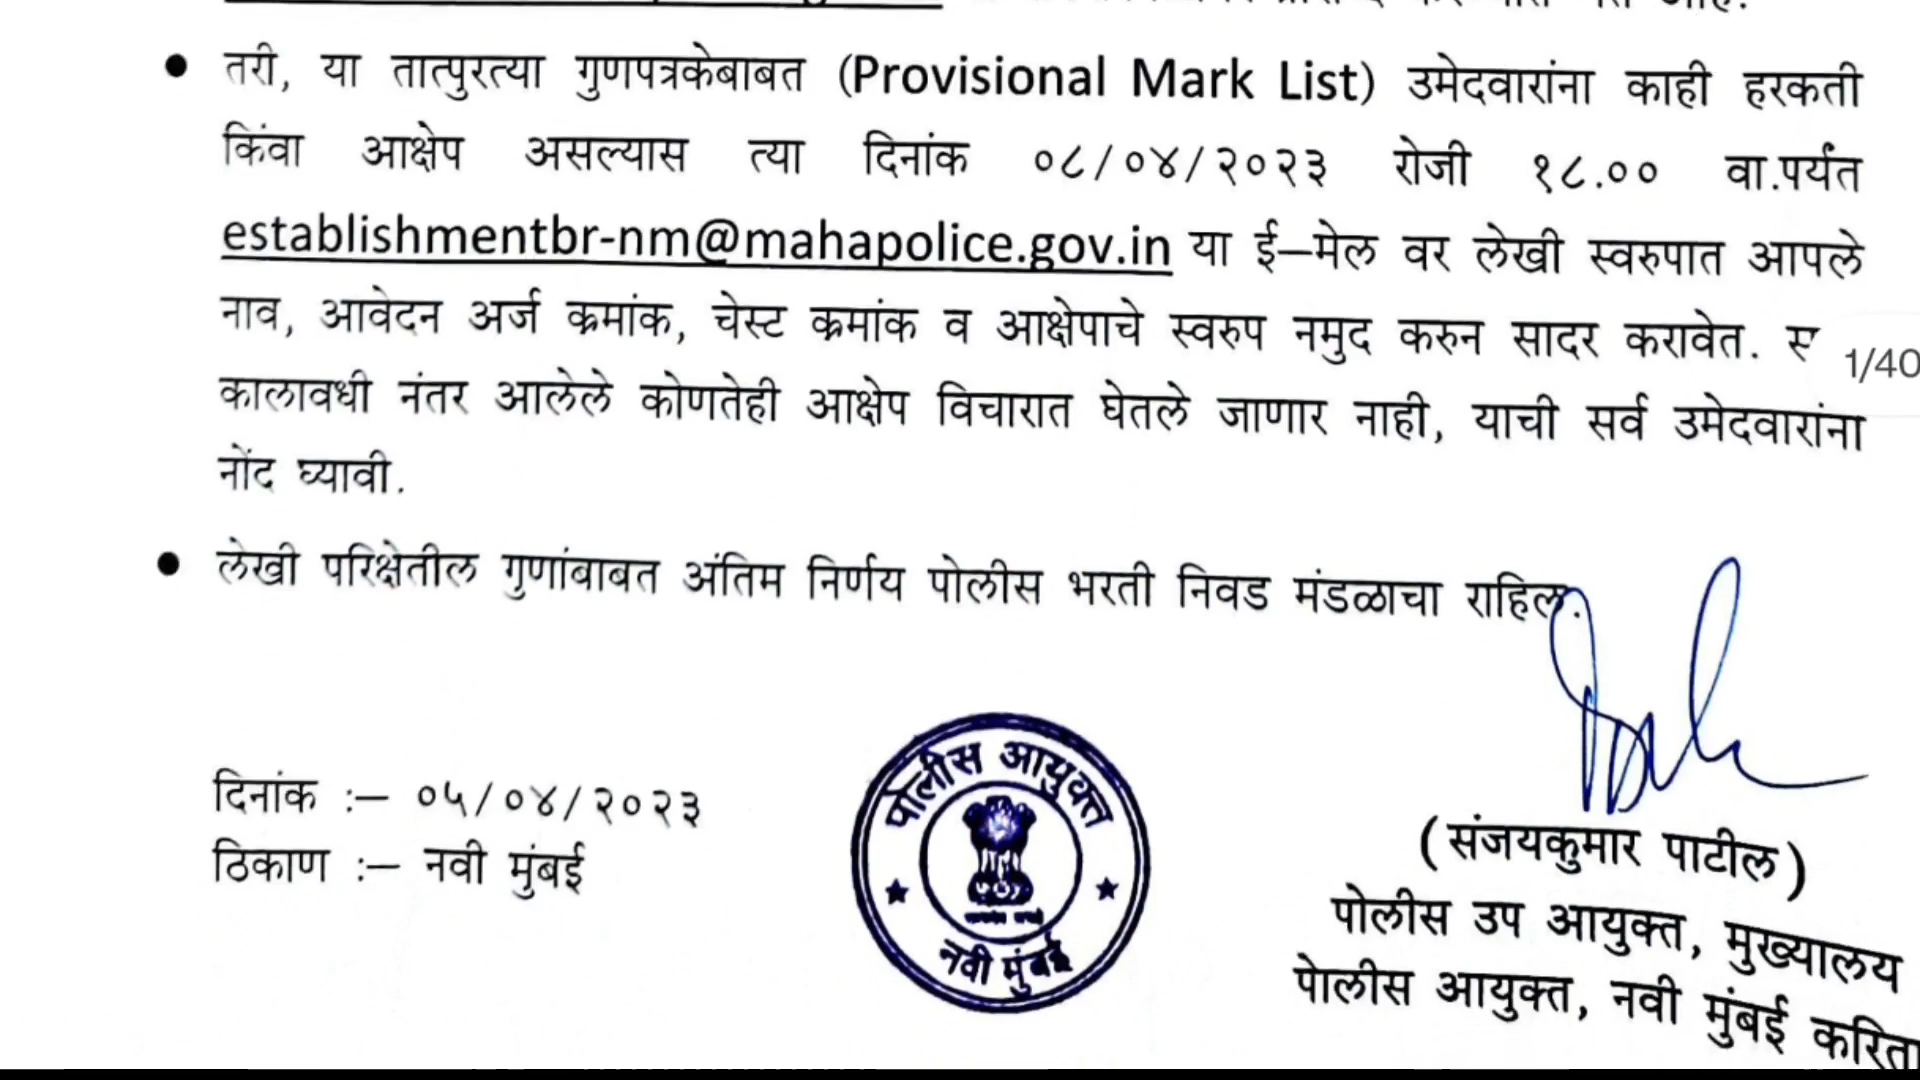 तरी, या तात्पुरत्या गुणपत्रकेबाबत (Provisional Mark List) उमेदवारांना काही हरकती
किंवा आक्षेप असल्यास त्या दिनांक ०८/०४/२०२३ रोजी १८.०० वा.पर्यंत
establishmentbr-nm@mahapolice.gov.in या ई–मेल वर लेखी स्वरुपात आपले
नाव, आवेदन अर्ज क्रमांक, चेस्ट क्रमांक व आक्षेपाचे स्वरुप नमुद करुन सादर करावेत.
1/40
कालावधी नंतर आलेले कोणतेही आक्षेप विचारात घेतले जाणार नाही, याची सर्व उमेदवारांना
नोंद घ्यावी.
लेखी परिक्षेतील गुणांबाबत अंतिम निर्णय पोलीस भरती निवड मंडळाचा राहिल.
दिनांक :– ०५/०४/२०२३
ठिकाण :– नवी मुंबई
पोलीस आयुक्त
नवी मुंबई
(संजयकुमार पाटील)
पोलीस उप आयुक्त, मुख्यालय
पोलीस आयुक्त, नवी मुंबई करिता